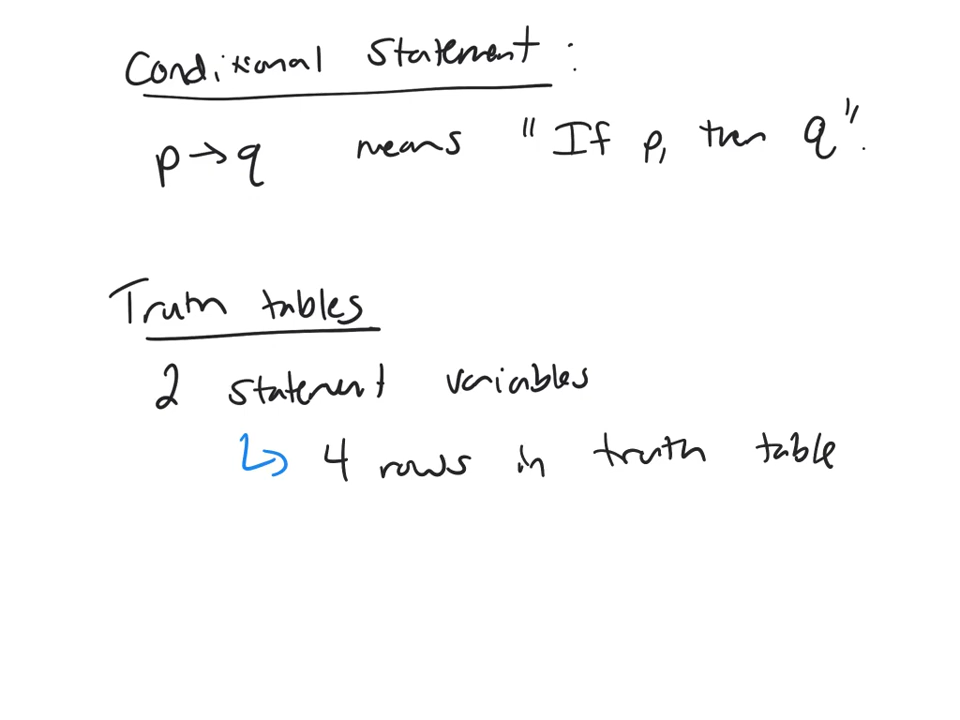 Conditional Statement :
p → q means "If p, then q".
Truth tables
2 statement variables
↳ 4 rows in truth table